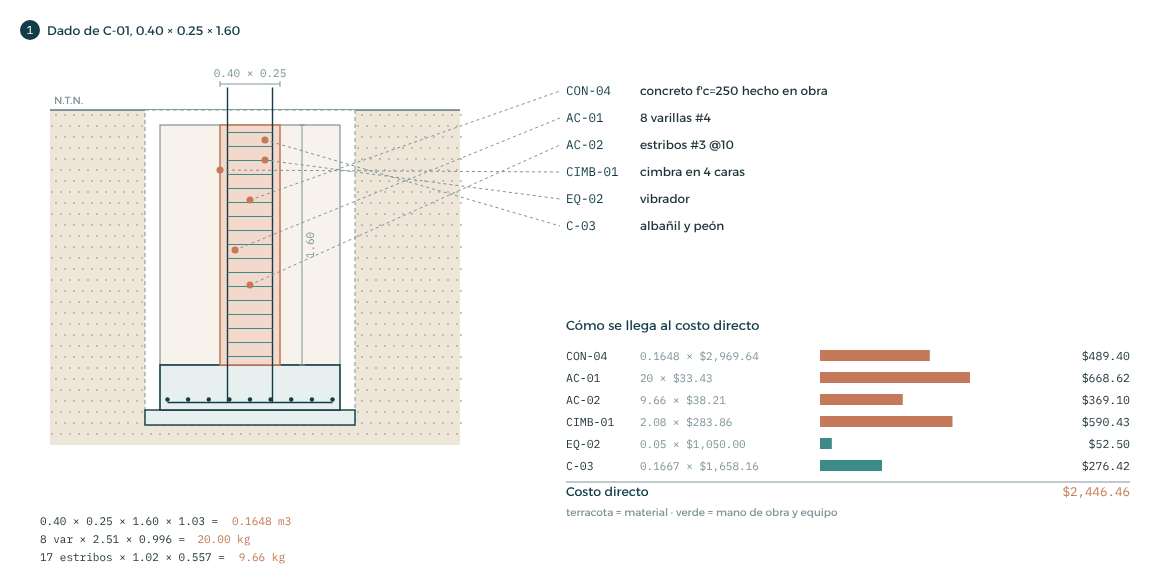 1 Dado de C-01, 0.40 × 0.25 × 1.60
0.40 × 0.25
N.T.N.
1.60
CON-04 concreto f'c=250 hecho en obra
AC-01 8 varillas #4
AC-02 estribos #3 @10
CIMB-01 cimbra en 4 caras
EQ-02 vibrador
C-03 albañil y peón
Cómo se llega al costo directo
CON-04 0.1648 × $2,969.64 $489.40
AC-01 20 × $33.43 $668.62
AC-02 9.66 × $38.21 $369.10
CIMB-01 2.08 × $283.86 $590.43
EQ-02 0.05 × $1,050.00 $52.50
C-03 0.1667 × $1,658.16 $276.42
Costo directo $2,446.46
terracota = material · verde = mano de obra y equipo
0.40 × 0.25 × 1.60 × 1.03 = 0.1648 m3
8 var × 2.51 × 0.996 = 20.00 kg
17 estribos × 1.02 × 0.557 = 9.66 kg